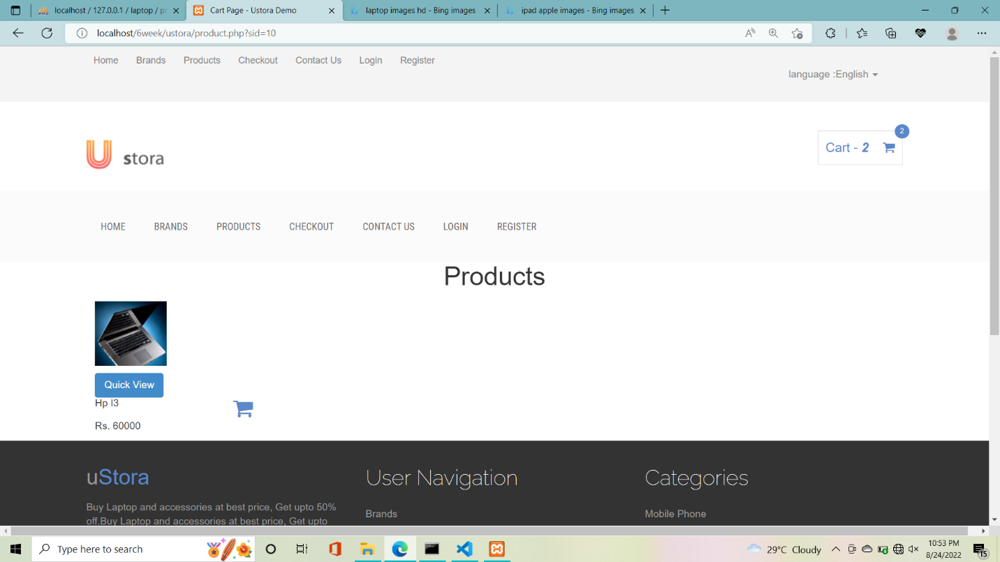 localhost / 127.0.0.1 / laptop / pr
Cart Page - Ustora Demo
laptop images hd - Bing images
ipad apple images - Bing images
localhost/6week/ustora/product.php?sid=10
Home Brands Products Checkout Contact Us Login Register
language :English
2
Cart - 2
U stora
HOME BRANDS PRODUCTS CHECKOUT CONTACT US LOGIN REGISTER
Products
Quick View
Hp I3
Rs. 60000
uStora
Buy Laptop and accessories at best price, Get upto 50%
off.Buy Laptop and accessories at best price, Get upto
User Navigation
Brands
Categories
Mobile Phone
Type here to search
29°C Cloudy
10:53 PM
8/24/2022
15